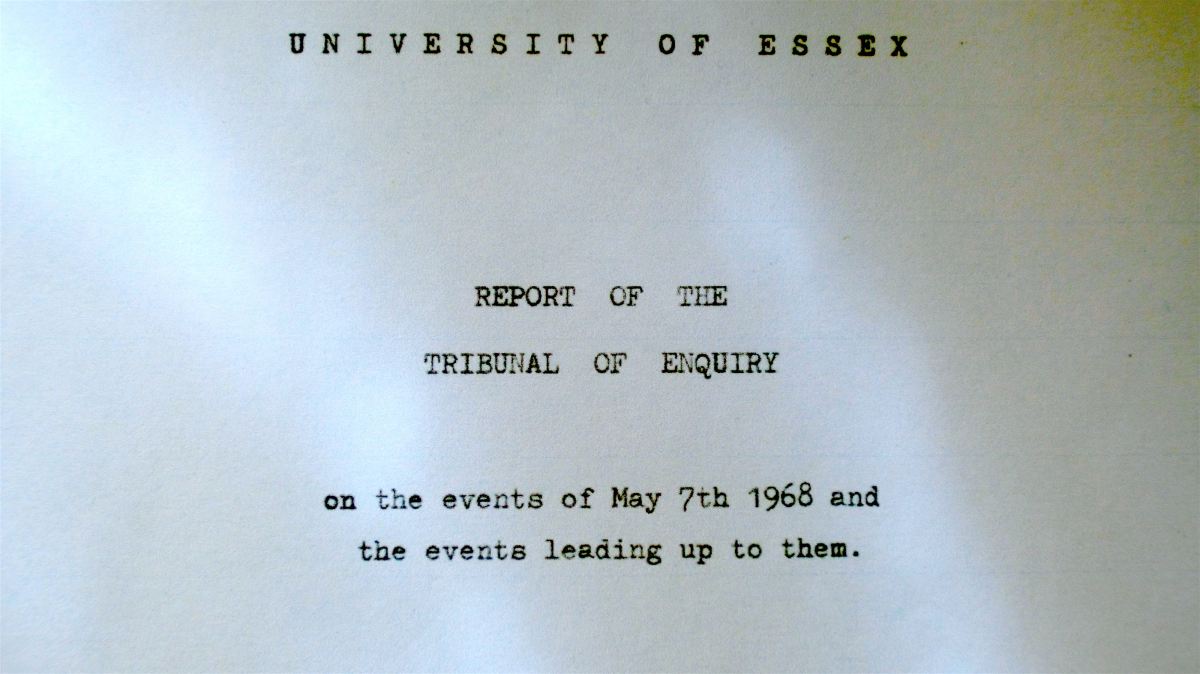 UNIVERSITY OF ESSEX
REPORT OF THE
TRIBUNAL OF ENQUIRY
on the events of May 7th 1968 and
the events leading up to them.